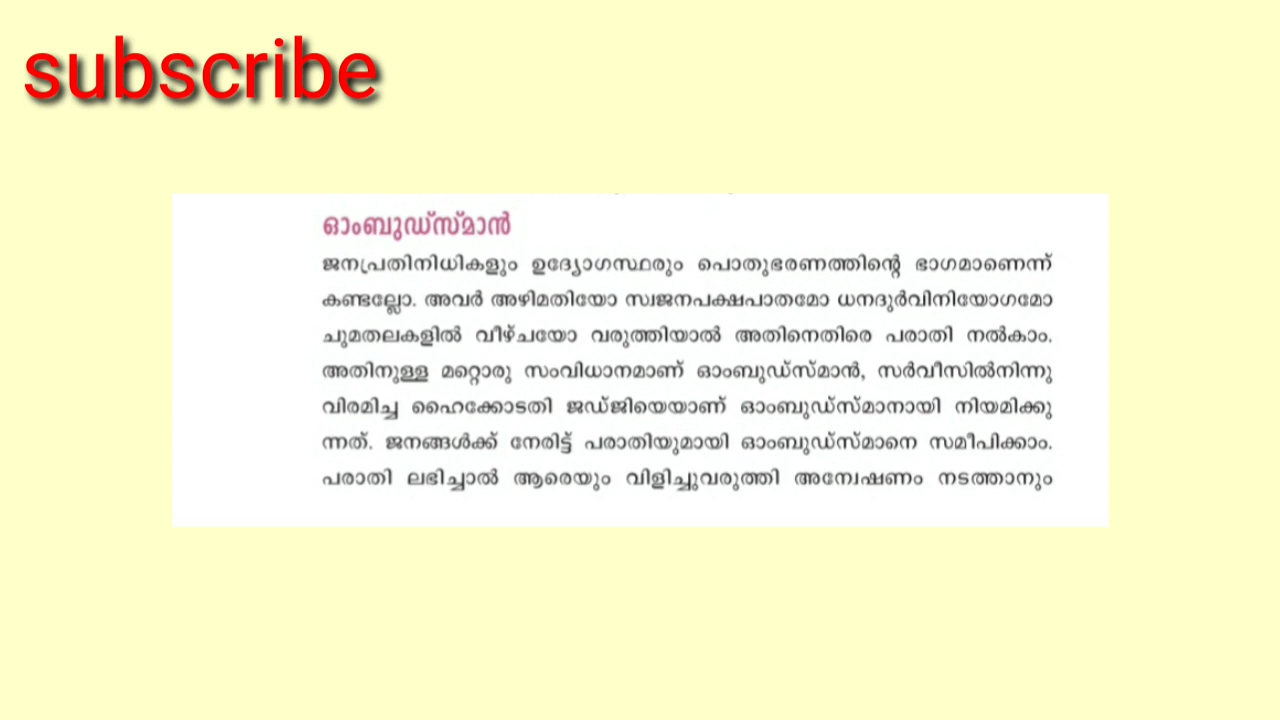 subscribe
ഓംബുഡ്സ്മാൻ
ജനപ്രതിനിധികളും ഉദ്യോഗസ്ഥരും പൊതുഭരണത്തിന്റെ ഭാഗമാണെന്ന്
കണ്ടല്ലോ. അവർ അഴിമതിയോ സ്വജനപക്ഷപാതമോ ധനദുർവിനിയോഗമോ
ചുമതലകളിൽ വീഴ്ചയോ വരുത്തിയാൽ അതിനെതിരെ പരാതി നൽകാം.
അതിനുള്ള മറ്റൊരു സംവിധാനമാണ് ഓംബുഡ്സ്മാൻ, സർവീസിൽനിന്നു
വിരമിച്ച ഹൈക്കോടതി ജഡ്ജിയെയാണ് ഓംബുഡ്സ്മാനായി നിയമിക്കു
ന്നത്. ജനങ്ങൾക്ക് നേരിട്ട് പരാതിയുമായി ഓംബുഡ്സ്മാനെ സമീപിക്കാം.
പരാതി ലഭിച്ചാൽ ആരെയും വിളിച്ചുവരുത്തി അന്വേഷണം നടത്താനും